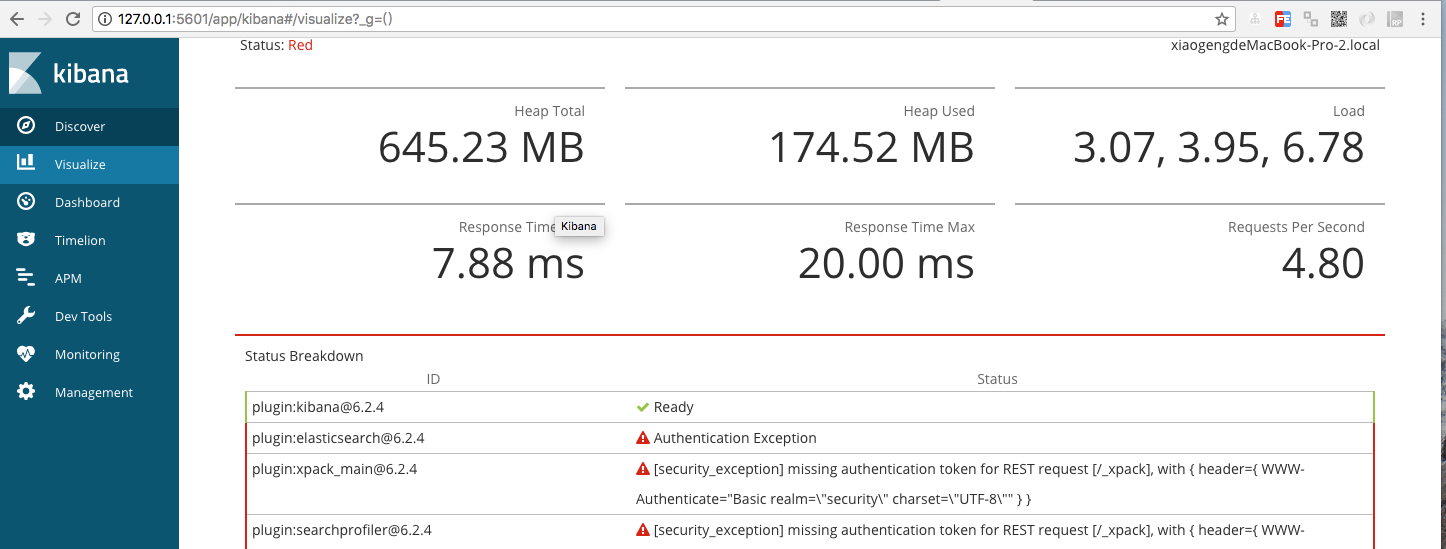 127.0.0.1:5601/app/kibana#/visualize?_g=()
FE
RP
kibana
Discover
Visualize
Dashboard
Timelion
APM
Dev Tools
Monitoring
Management
Status: Red
xiaogengdeMacBook-Pro-2.local
Heap Total
645.23 MB
Heap Used
174.52 MB
Load
3.07, 3.95, 6.78
Response Time
Kibana
7.88 ms
Response Time Max
20.00 ms
Requests Per Second
4.80
Status Breakdown
ID Status
plugin:kibana@6.2.4 Ready
plugin:elasticsearch@6.2.4 Authentication Exception
plugin:xpack_main@6.2.4 [security_exception] missing authentication token for REST request [/_xpack], with { header={ WWW-
Authenticate="Basic realm=\"security\" charset=\"UTF-8\"" } }
plugin:searchprofiler@6.2.4 [security_exception] missing authentication token for REST request [/_xpack], with { header={ WWW-